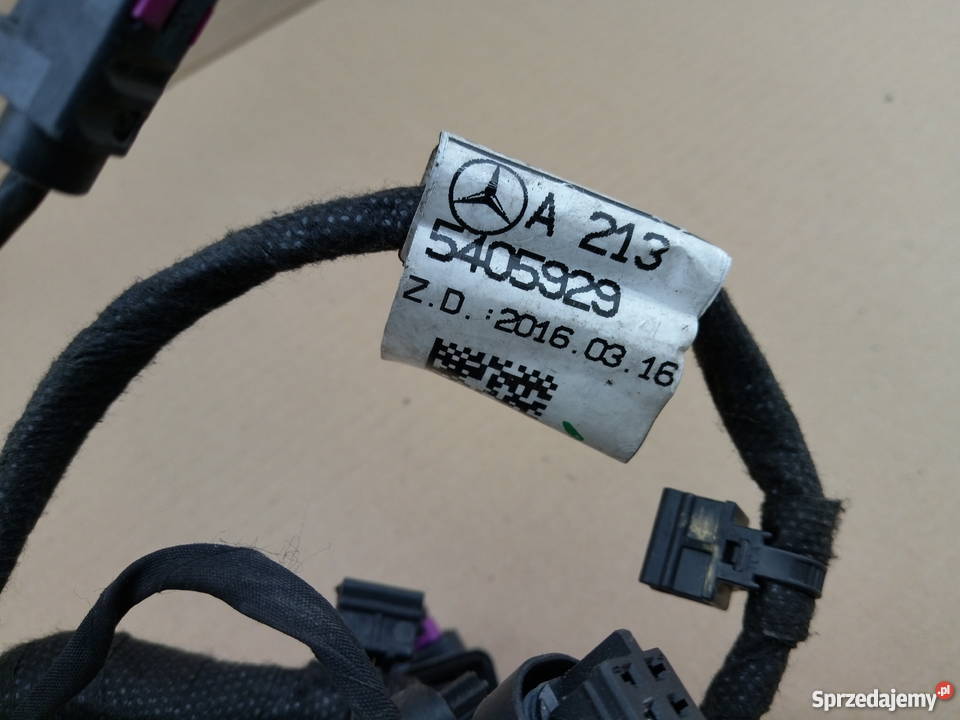 A 213
5405929
Z.D.:2016.03.16
Sprzedajemy.pl